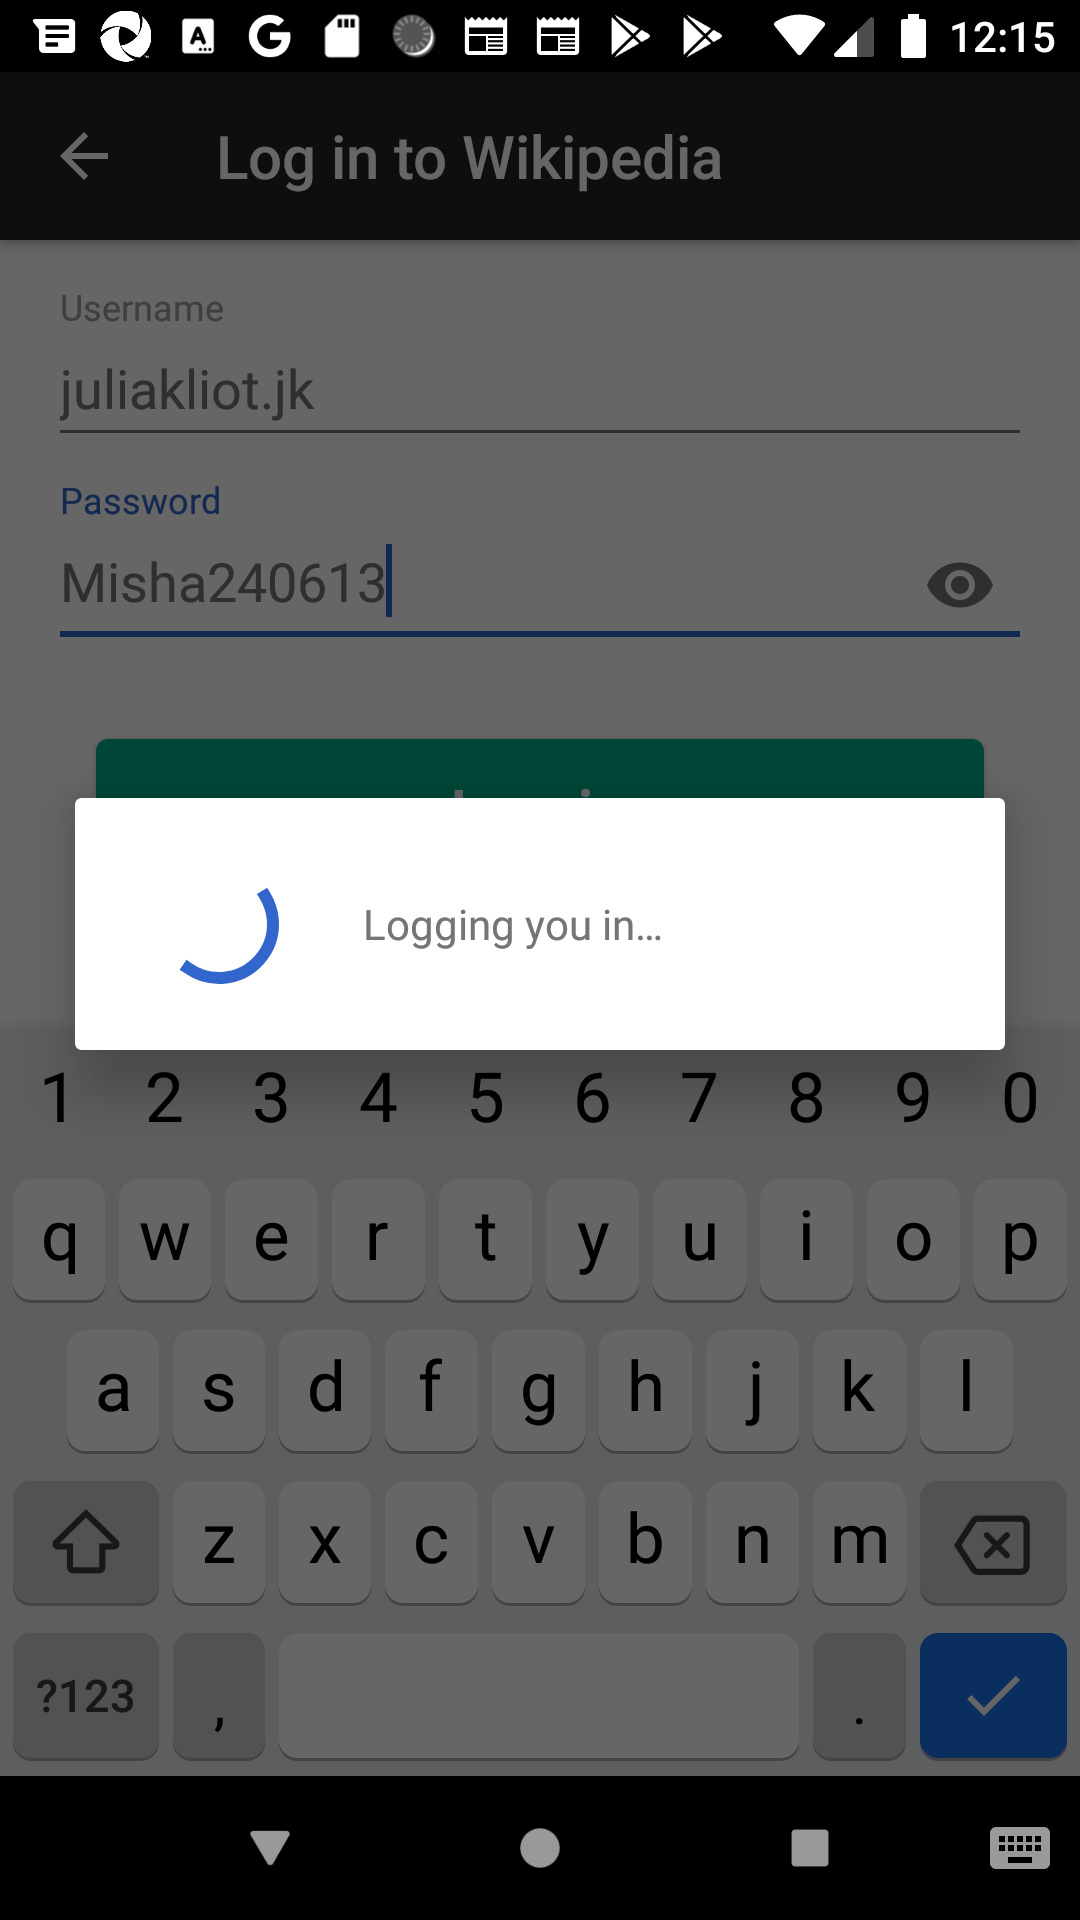 12:15
Log in to Wikipedia
Username
juliakliot.jk
Password
Misha240613
Logging you in...
1 2 3 4 5 6 7 8 9 0
q w e r t y u i o p
a s d f g h j k l
z x c v b n m
?123 , .